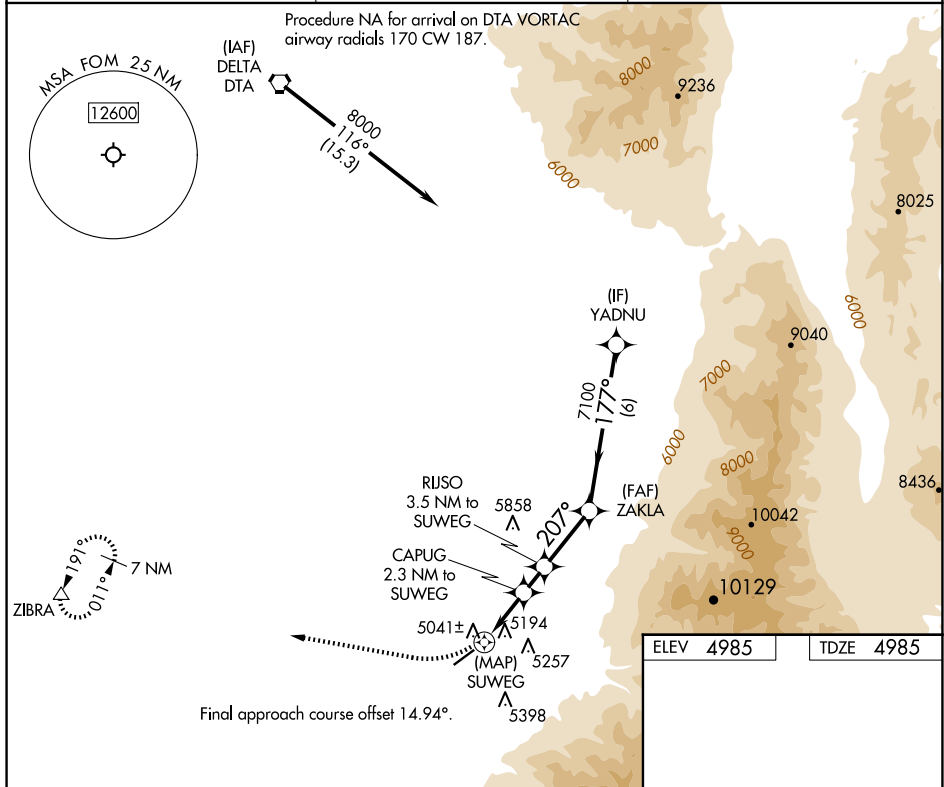 Procedure NA for arrival on DTA VORTAC
airway radials 170 CW 187.
(IAF)
DELTA
DTA
MSA FOM 25 NM
12600
8000
116°
(15.3)
8000
9236
7000
6000
8025
(IF)
YADNU
6000
9040
7100
177°
(6)
7000
6000
8000
8436
RIJSO
3.5 NM to
SUWEG
5858
207°
(FAF)
ZAKLA
10042
9000
CAPUG
2.3 NM to
SUWEG
191°
011°
7 NM
ZIBRA
10129
5041±
5194
5257
(MAP)
SUWEG
5398
Final approach course offset 14.94°.
ELEV 4985
TDZE 4985